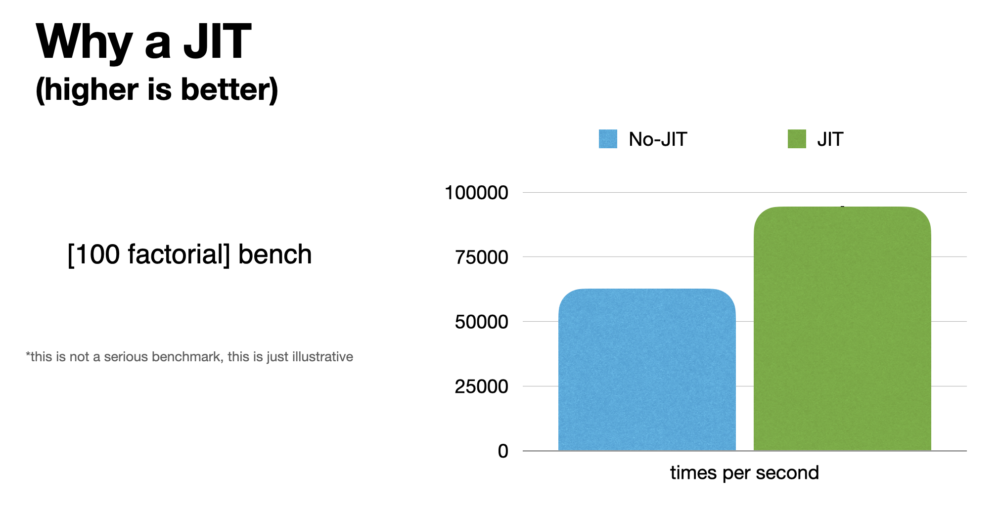 Why a JIT
(higher is better)
No-JIT
JIT
100000
75000
50000
25000
0
times per second
[100 factorial] bench
*this is not a serious benchmark, this is just illustrative